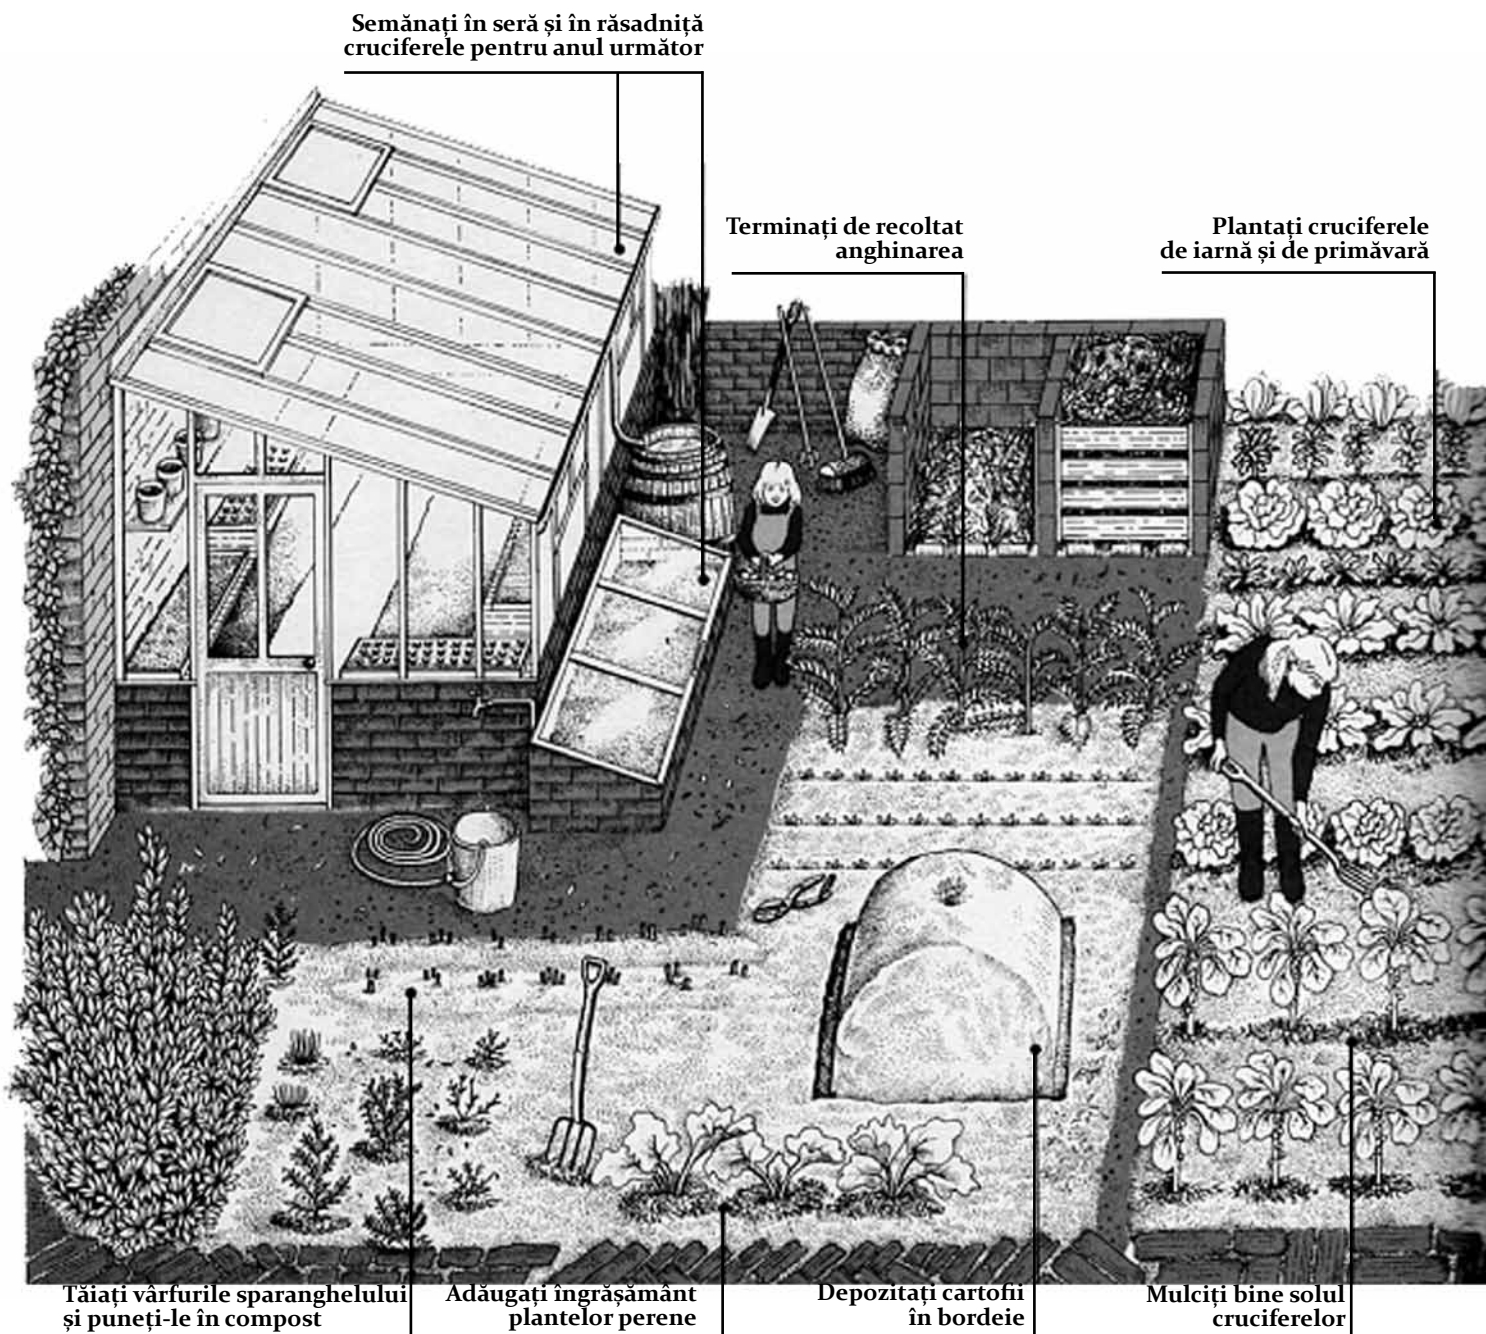 Semănați în seră și în răsadniță
cruciferele pentru anul următor
Terminați de recoltat
anghinarea
Plantați cruciferele
de iarnă și de primăvară
Tăiați vârfurile sparanghelului
și puneți-le în compost
Adăugați îngrășământ
plantelor perene
Depozitați cartofii
în bordeie
Mulciți bine solul
cruciferelor